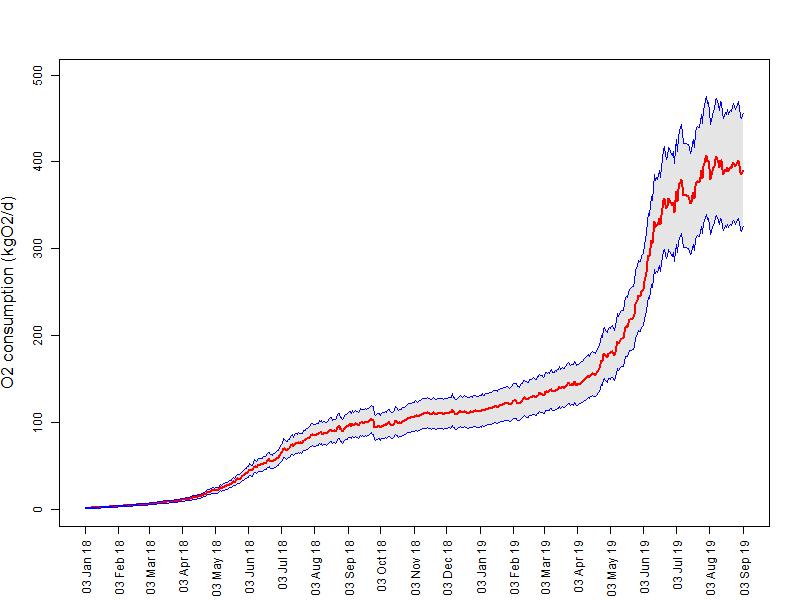 O2 consumption (kgO2/d)
500
400
300
200
100
0
03 Jan 18
03 Feb 18
03 Mar 18
03 Apr 18
03 May 18
03 Jun 18
03 Jul 18
03 Aug 18
03 Sep 18
03 Oct 18
03 Nov 18
03 Dec 18
03 Jan 19
03 Feb 19
03 Mar 19
03 Apr 19
03 May 19
03 Jun 19
03 Jul 19
03 Aug 19
03 Sep 19